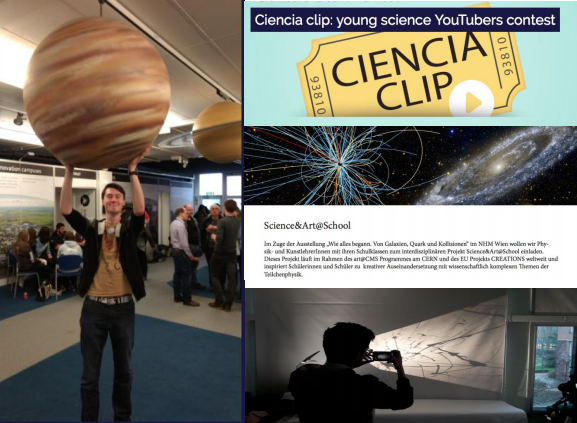 Ciencia clip: young science YouTubers contest
CIENCIA
CLIP
93810
93810
Science&Art@School
Im Zuge der Ausstellung „Wie alles begann. Von Galaxien, Quark und Kollisionen" im NHM Wien wollen wir Phy-
sik- und KunstlehrerInnen mit ihren Schulklassen zum interdisziplinären Projekt Science&Art@School einladen.
Dieses Projekt läuft im Rahmen des art@CMS Programmes am CERN und des EU Projekts CREATIONS weltweit und
inspiriert Schülerinnen und Schüler zu kreativer Auseinandersetzung mit wissenschaftlich komplexen Themen der
Teilchenphysik.
campuses